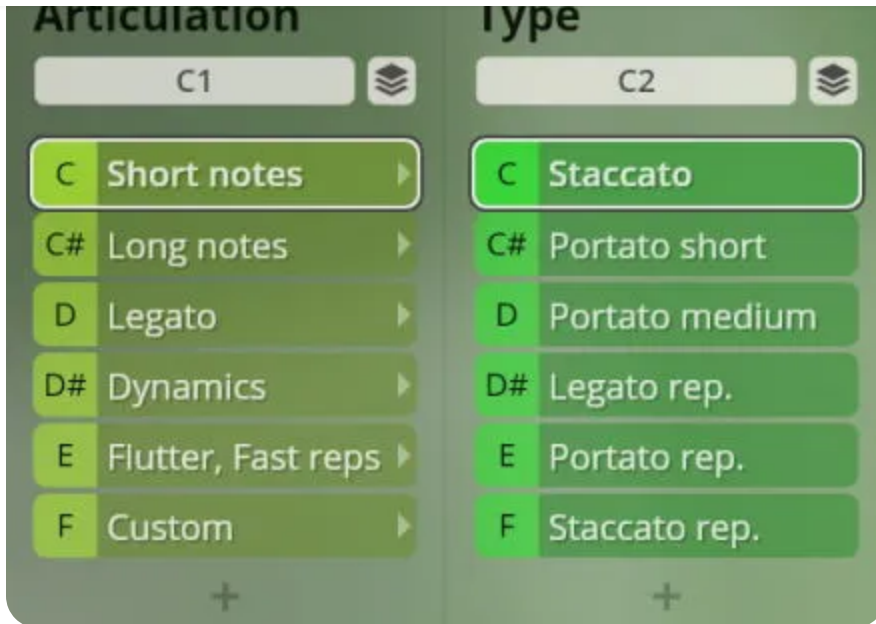 Articulation
C1
C Short notes
C# Long notes
D Legato
D# Dynamics
E Flutter, Fast reps
F Custom
+
Type
C2
C Staccato
C# Portato short
D Portato medium
D# Legato rep.
E Portato rep.
F Staccato rep.
+